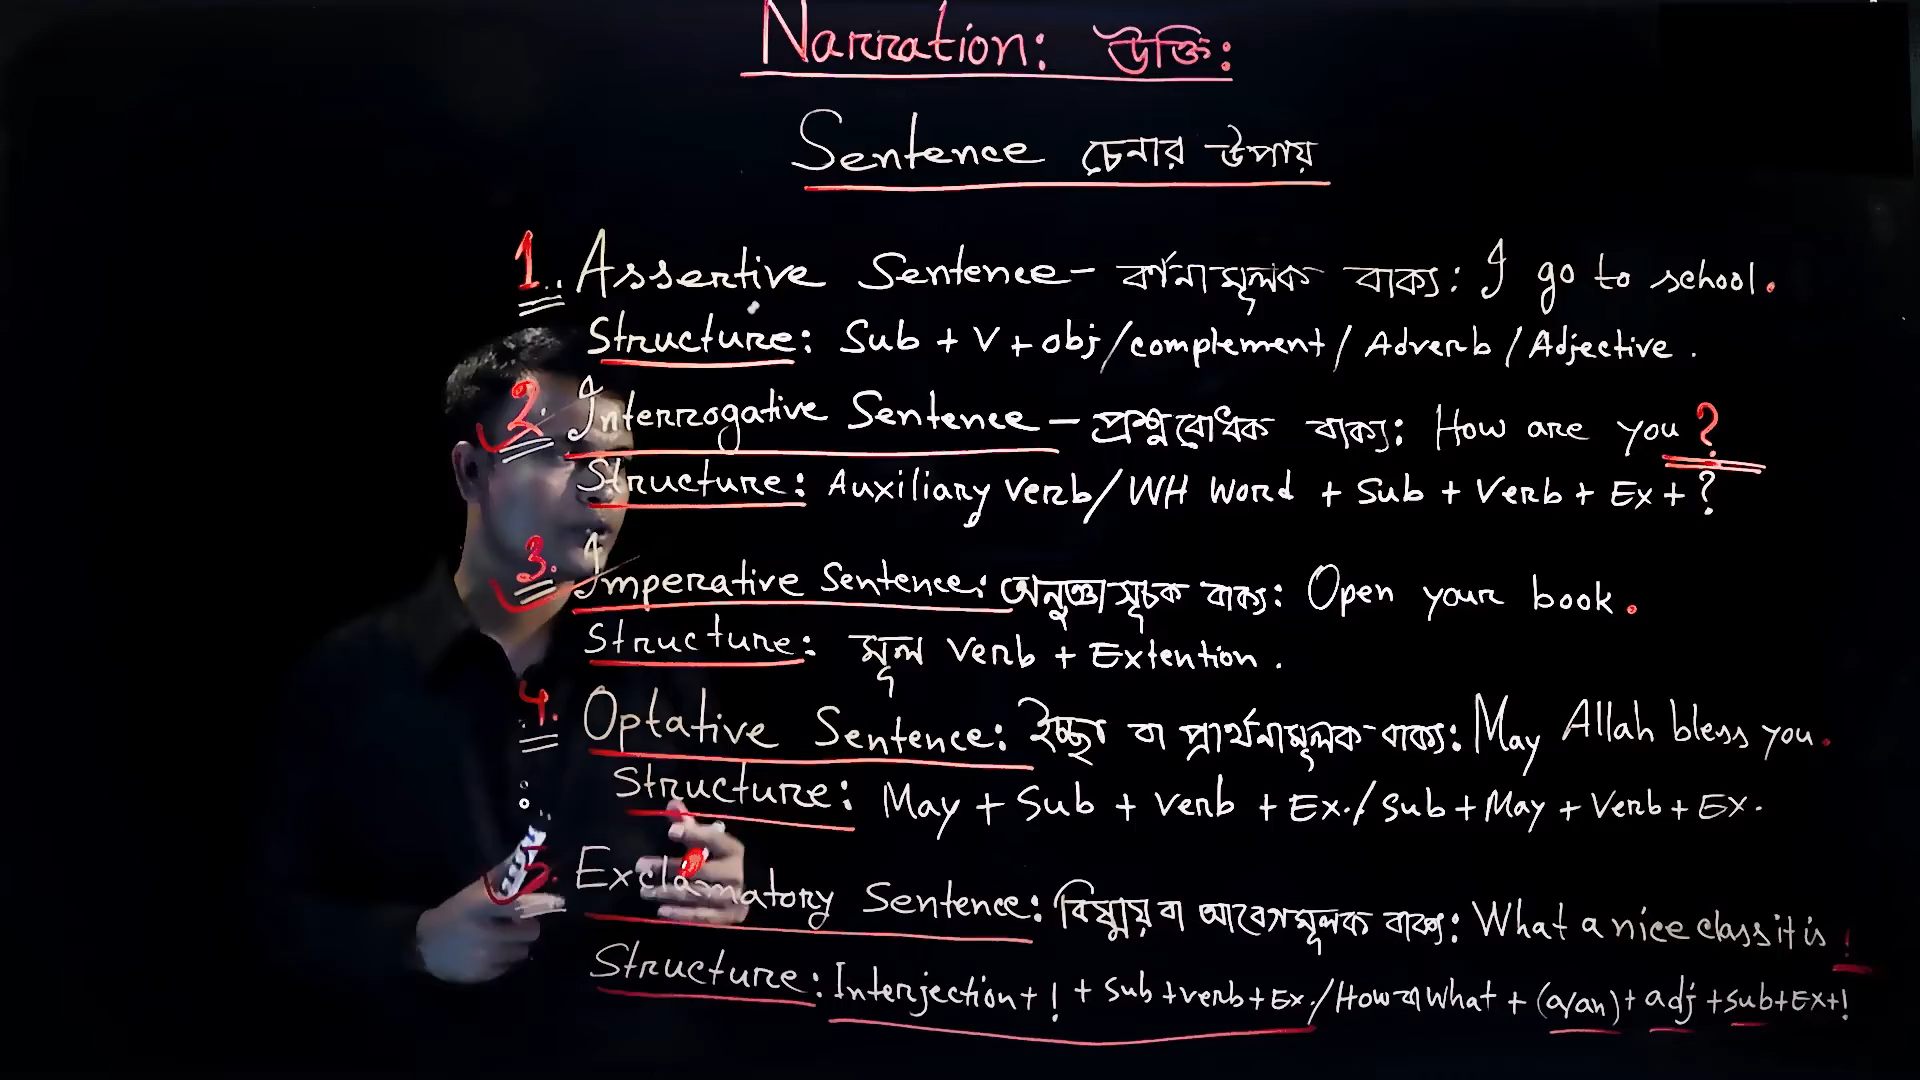 Narration: উক্তি:
Sentence চেনার উপায়
1. Assertive Sentence - বর্ণনামূলক বাক্য: I go to school.
Structure: Sub + V + obj/complement/Adverb/Adjective.
2. Interrogative Sentence - প্রশ্নবোধক বাক্য: How are you?
Structure: Auxiliary verb/WH Word + Sub + Verb + Ex + ?
3. Imperative Sentence: অনুজ্ঞাসূচক বাক্য: Open your book.
Structure: মূল Verb + Extention.
4. Optative Sentence: ইচ্ছা বা প্রার্থনামূলক-বাক্য: May Allah bless you.
Structure: May + Sub + Verb + Ex./Sub + May + Verb + Ex.
5. Exclamatory Sentence: বিষ্ময় বা আবেগমূলক বাক্য: What a nice class it is !
Structure: Interjection + ! + Sub + verb + Ex./How বা What + (a/an) + adj + sub + Ex + !